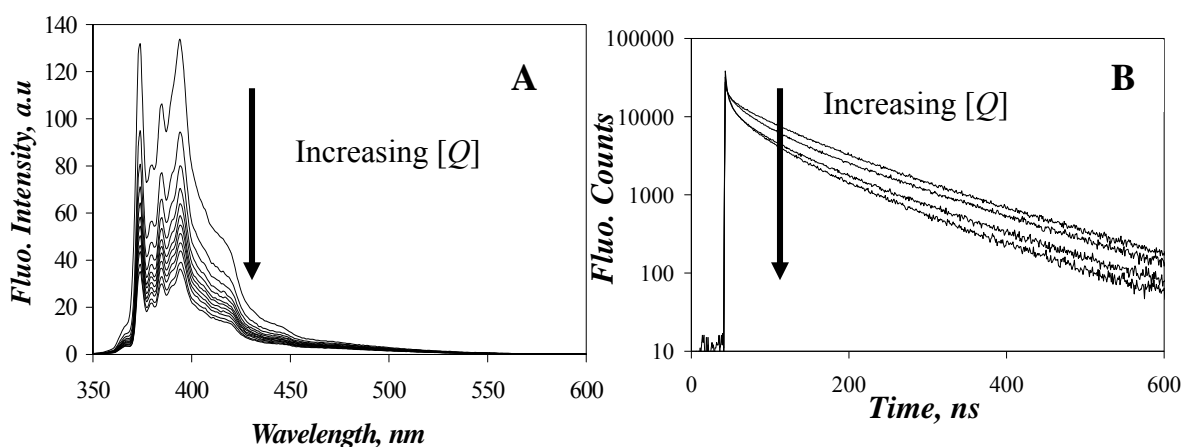 140
120
100
80
60
40
20
0
Fluo. Intensity, a.u
A
Increasing [Q]
350 400 450 500 550 600
Wavelength, nm
100000
10000
1000
100
10
Fluo. Counts
B
Increasing [Q]
0 200 400 600
Time, ns